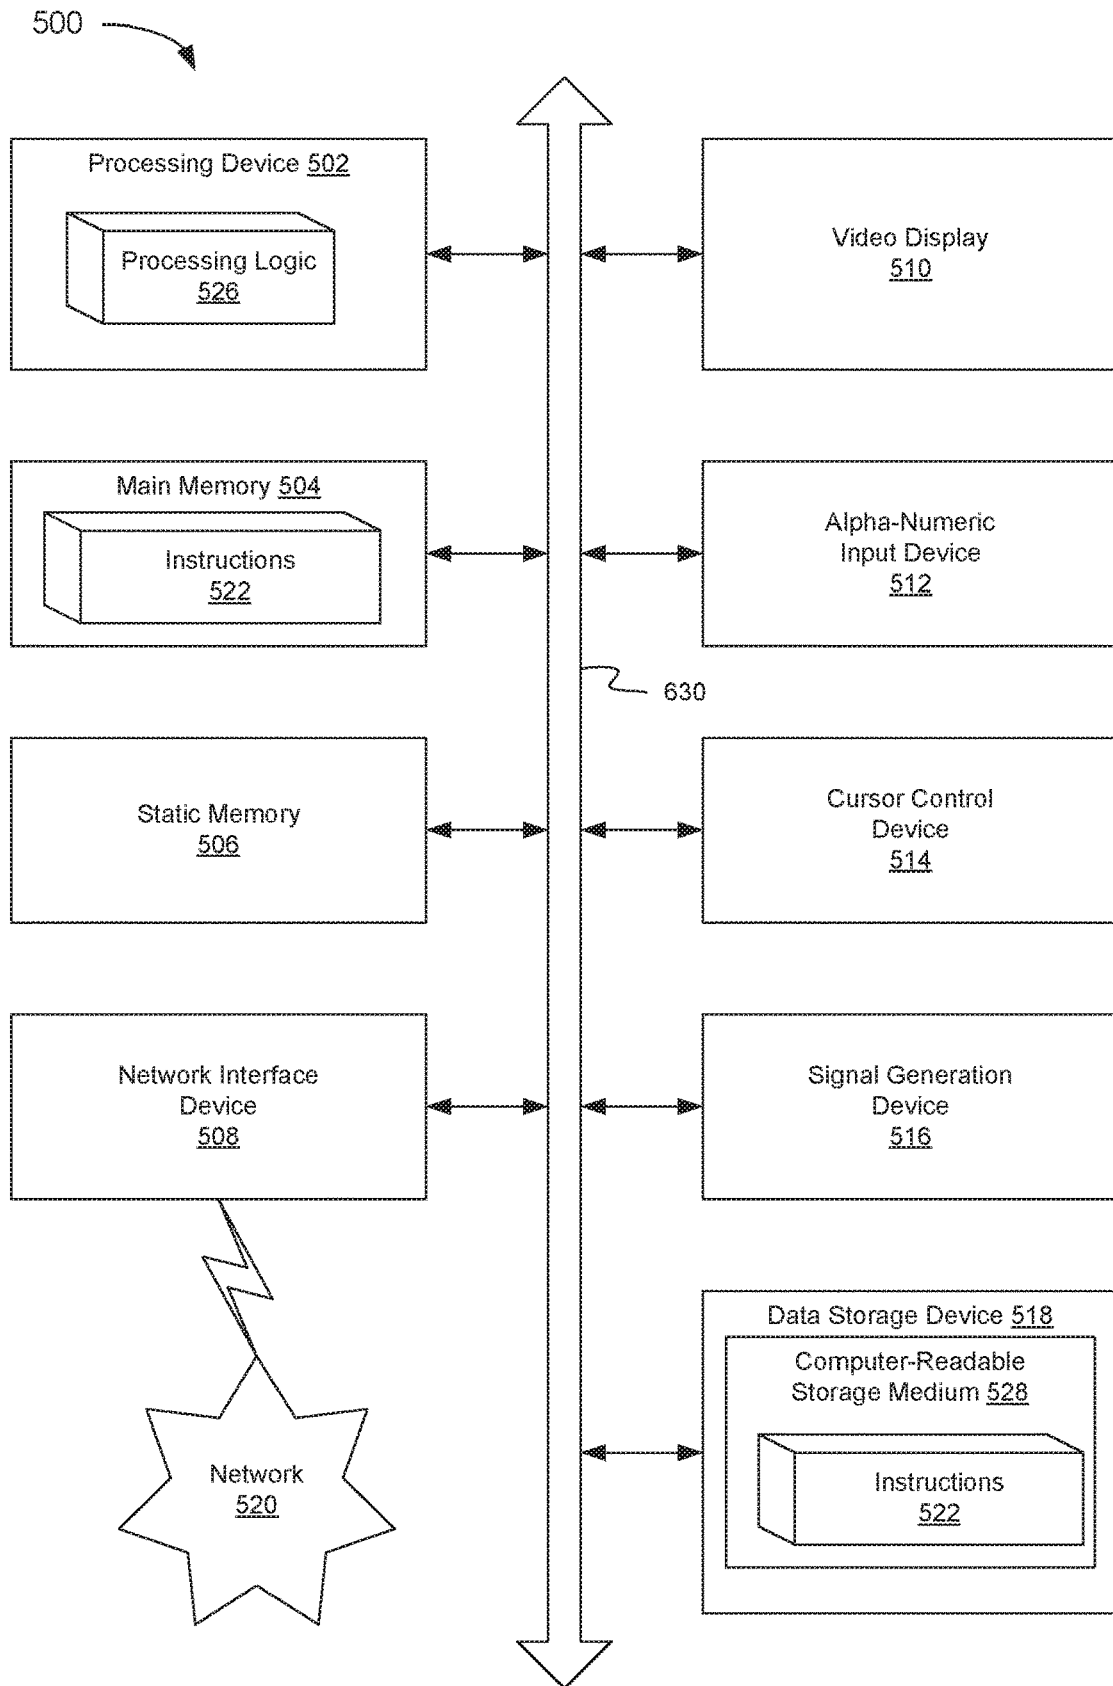 500
Processing Device 502
Processing Logic
526
Video Display
510
Main Memory 504
Instructions
522
Alpha-Numeric
Input Device
512
630
Static Memory
506
Cursor Control
Device
514
Network Interface
Device
508
Signal Generation
Device
516
Data Storage Device 518
Computer-Readable
Storage Medium 528
Instructions
522
Network
520